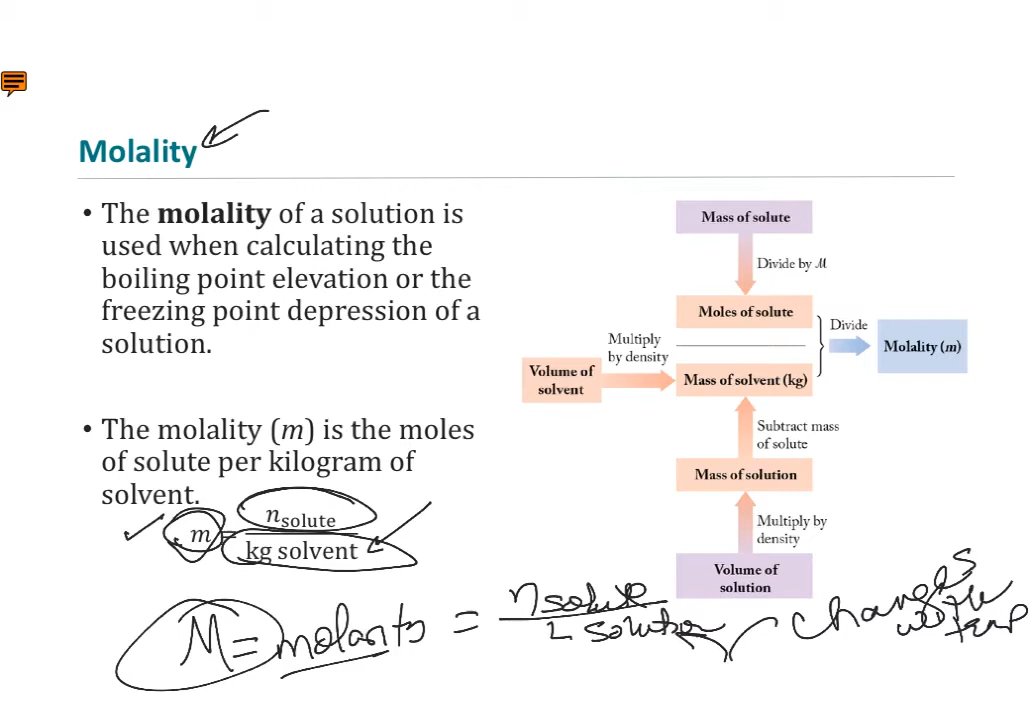 Molality
• The molality of a solution is
used when calculating the
boiling point elevation or the
freezing point depression of a
solution.
• The molality (m) is the moles
of solute per kilogram of
solvent.
m = n solute / kg solvent
Mass of solute
Divide by ℳ
Moles of solute
Divide
Molality (m)
Multiply
by density
Volume of
solvent
Mass of solvent (kg)
Subtract mass
of solute
Mass of solution
Multiply by
density
Volume of
solution
M = molarity = n solute / L solution
changes
with
temp